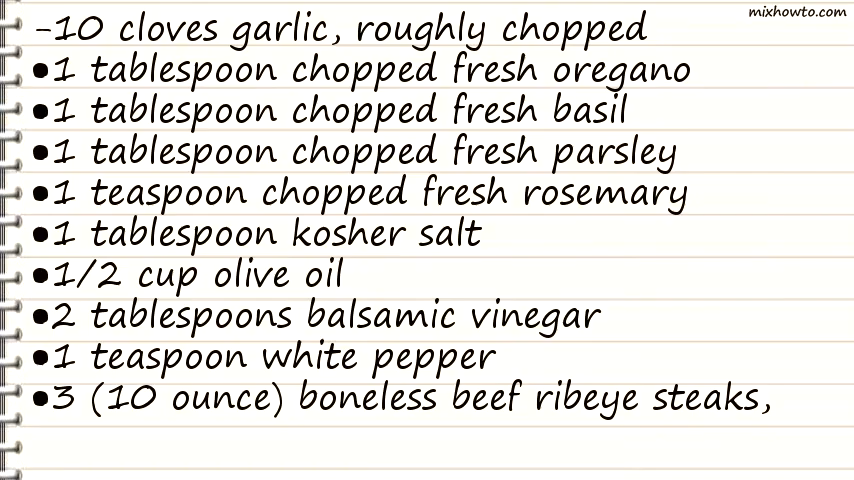 mixhowto.com
-10 cloves garlic, roughly chopped
•1 tablespoon chopped fresh oregano
•1 tablespoon chopped fresh basil
•1 tablespoon chopped fresh parsley
•1 teaspoon chopped fresh rosemary
•1 tablespoon kosher salt
•1/2 cup olive oil
•2 tablespoons balsamic vinegar
•1 teaspoon white pepper
•3 (10 ounce) boneless beef ribeye steaks,